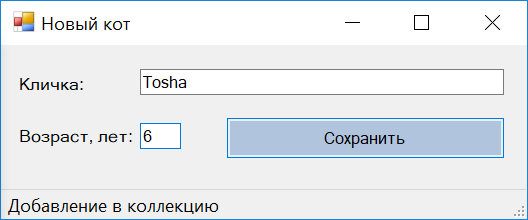 Новый кот
Кличка: Tosha
Возраст, лет: 6 Сохранить
Добавление в коллекцию